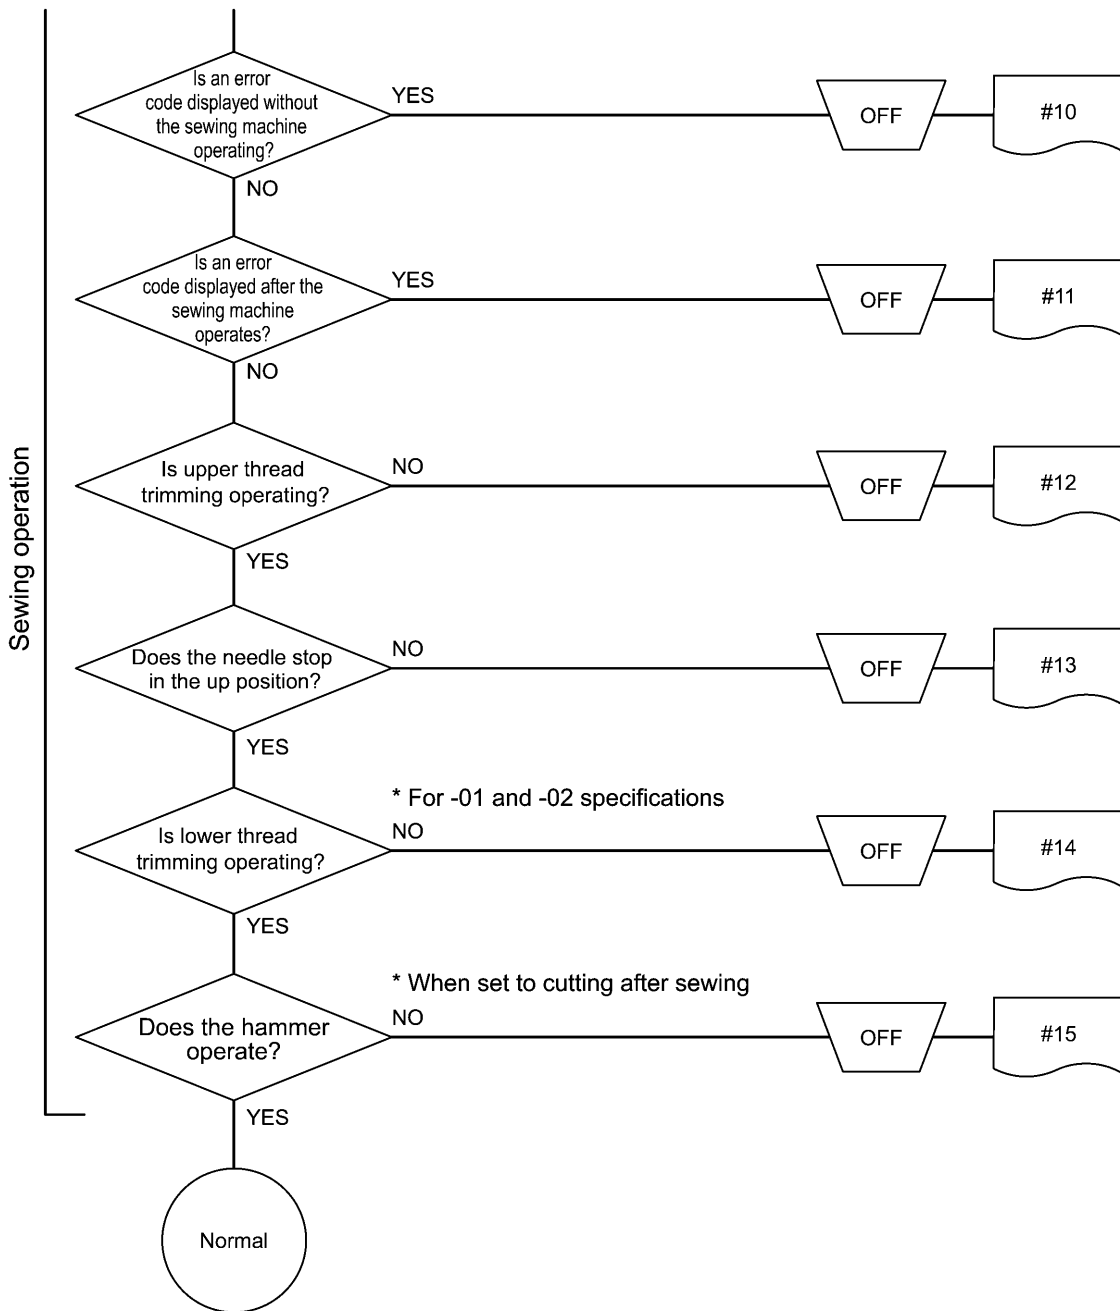 Is an error
code displayed without
the sewing machine
operating?
YES
OFF
#10
NO
Is an error
code displayed after the
sewing machine
operates?
YES
OFF
#11
NO
Is upper thread
trimming operating?
NO
OFF
#12
YES
Does the needle stop
in the up position?
NO
OFF
#13
YES
* For -01 and -02 specifications
Is lower thread
trimming operating?
NO
OFF
#14
YES
* When set to cutting after sewing
Does the hammer
operate?
NO
OFF
#15
YES
Normal
Sewing operation